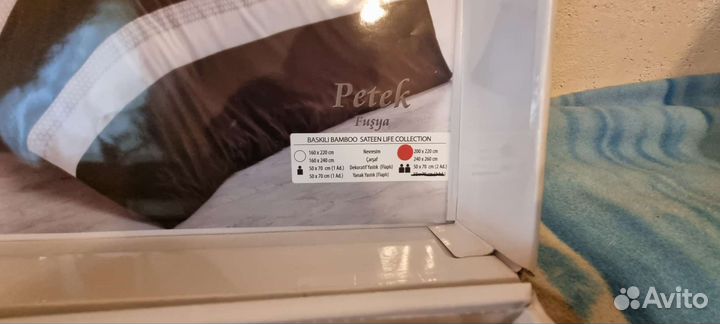 Petek
Fuşya
BASKILI BAMBOO SATEEN LIFE COLLECTION
160 x 220 cm Nevresim 200 x 220 cm
160 x 240 cm Çarşaf 240 x 260 cm
50 x 70 cm (1 Ad.) Dekoratif Yastık (Flaplı) 50 x 70 cm (2 Ad.)
50 x 70 cm (1 Ad.) Yanak Yastık (Flaplı)
Avito